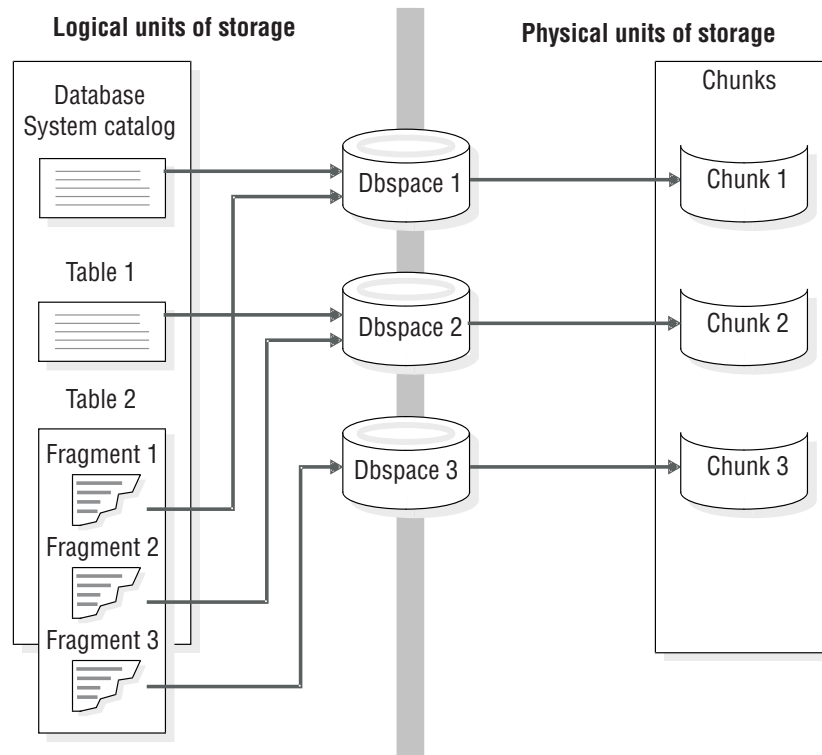 Logical units of storage
Physical units of storage
Database
System catalog
Table 1
Table 2
Fragment 1
Fragment 2
Fragment 3
Dbspace 1
Dbspace 2
Dbspace 3
Chunks
Chunk 1
Chunk 2
Chunk 3